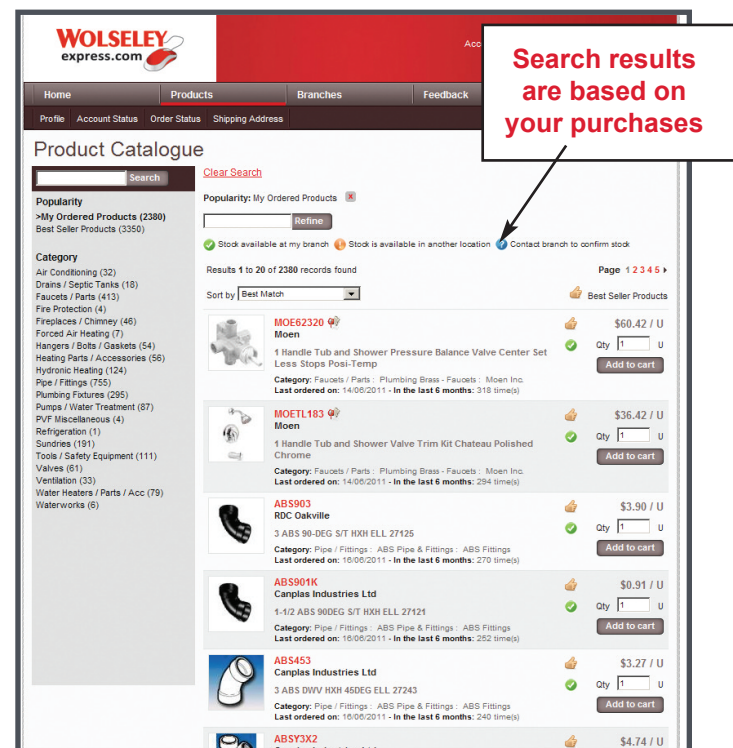 WOLSELEY
express.com
Acc
Search results
are based on
your purchases
Home Products Branches Feedback
Profile Account Status Order Status Shipping Address
Product Catalogue
Search
Popularity
>My Ordered Products (2380)
Best Seller Products (3350)
Category
Air Conditioning (32)
Drains / Septic Tanks (18)
Faucets / Parts (413)
Fire Protection (4)
Fireplaces / Chimney (46)
Forced Air Heating (7)
Hangers / Bolts / Gaskets (54)
Heating Parts / Accessories (56)
Hydronic Heating (124)
Pipe / Fittings (755)
Plumbing Fixtures (295)
Pumps / Water Treatment (87)
PVF Miscellaneous (4)
Refrigeration (1)
Sundries (191)
Tools / Safety Equipment (111)
Valves (61)
Ventilation (33)
Water Heaters / Parts / Acc (79)
Waterworks (6)
Clear Search
Popularity: My Ordered Products x
Refine
Stock available at my branch Stock is available in another location ? Contact branch to confirm stock
Results 1 to 20 of 2380 records found Page 1 2 3 4 5
Sort by Best Match Best Seller Products
MOE62320 $60.42 / U
Moen
Qty 1 U
1 Handle Tub and Shower Pressure Balance Valve Center Set
Less Stops Posi-Temp
Add to cart
Category: Faucets / Parts : Plumbing Brass - Faucets : Moen Inc.
Last ordered on: 14/06/2011 - In the last 6 months: 318 time(s)
MOETL183 $36.42 / U
Moen
Qty 1 U
1 Handle Tub and Shower Valve Trim Kit Chateau Polished
Chrome
Add to cart
Category: Faucets / Parts : Plumbing Brass - Faucets : Moen Inc.
Last ordered on: 14/06/2011 - In the last 6 months: 294 time(s)
ABS903 $3.90 / U
RDC Oakville
Qty 1 U
3 ABS 90-DEG S/T HXH ELL 27125
Add to cart
Category: Pipe / Fittings : ABS Pipe & Fittings : ABS Fittings
Last ordered on: 16/06/2011 - In the last 6 months: 270 time(s)
ABS901K $0.91 / U
Canplas Industries Ltd
Qty 1 U
1-1/2 ABS 90DEG S/T HXH ELL 27121
Add to cart
Category: Pipe / Fittings : ABS Pipe & Fittings : ABS Fittings
Last ordered on: 16/06/2011 - In the last 6 months: 252 time(s)
ABS453 $3.27 / U
Canplas Industries Ltd
Qty 1 U
3 ABS DWV HXH 45DEG ELL 27243
Add to cart
Category: Pipe / Fittings : ABS Pipe & Fittings : ABS Fittings
Last ordered on: 16/06/2011 - In the last 6 months: 240 time(s)
ABSY3X2 $4.74 / U